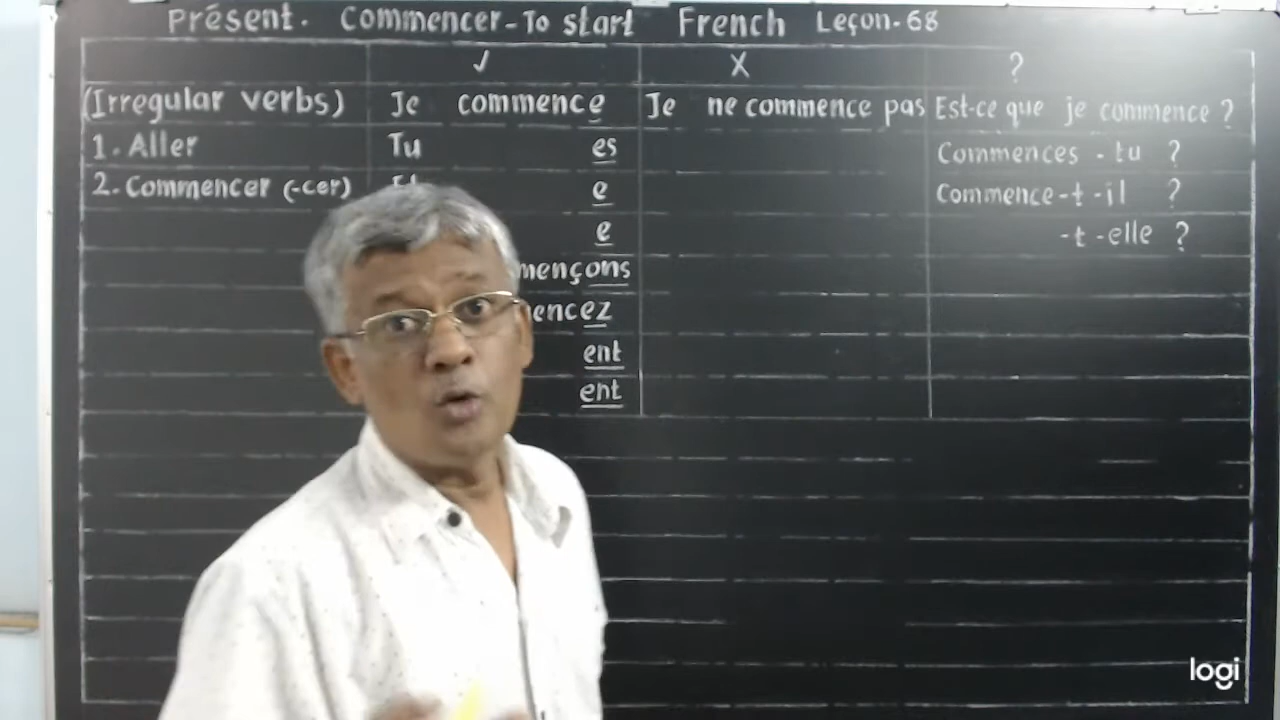 Présent. Commencer - To start French Leçon - 68
✓ X ?
(Irregular verbs) Je commence Je ne commence pas Est-ce que je commence ?
1. Aller Tu es Commences - tu ?
2. Commencer (-cer) e Commence - t - il ?
e - t - elle ?
mençons
encez
ent
ent
logi